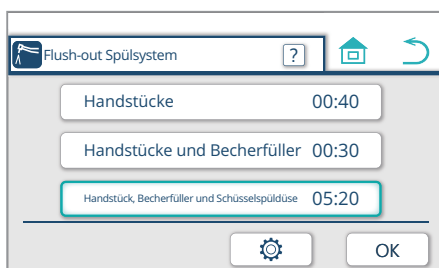 Flush-out Spülsystem ?
Handstücke 00:40
Handstücke und Becherfüller 00:30
Handstück, Becherfüller und Schüsselspüldüse 05:20
OK